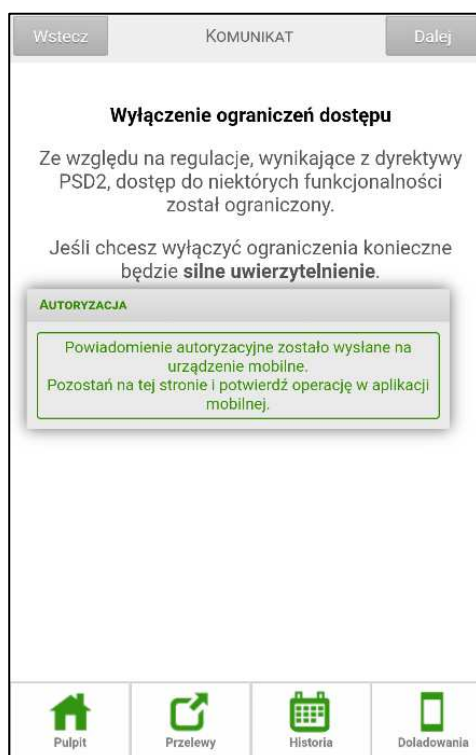 Wstecz
KOMUNIKAT
Dalej
Wyłączenie ograniczeń dostępu
Ze względu na regulacje, wynikające z dyrektywy
PSD2, dostęp do niektórych funkcjonalności
został ograniczony.
Jeśli chcesz wyłączyć ograniczenia konieczne
będzie silne uwierzytelnienie.
AUTORYZACJA
Powiadomienie autoryzacyjne zostało wysłane na
urządzenie mobilne.
Pozostań na tej stronie i potwierdź operację w aplikacji
mobilnej.
Pulpit
Przelewy
Historia
Doladowania